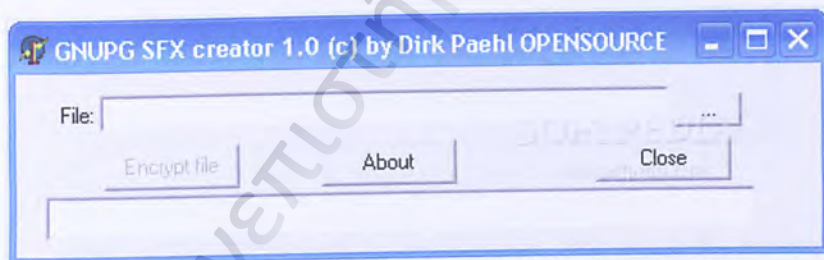 GNUPG SFX creator 1.0 (c) by Dirk Paehl OPENSOURCE
File:
...
Encrypt file
About
Close